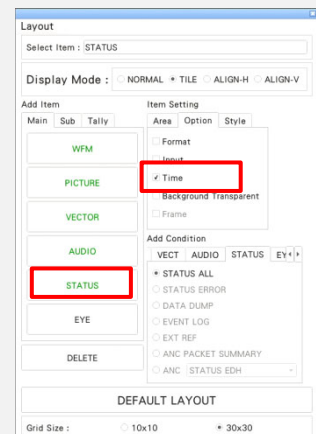 Layout
Select Item : STATUS
Display Mode : NORMAL TILE ALIGN-H ALIGN-V
Add Item
Main Sub Tally
WFM
PICTURE
VECTOR
AUDIO
STATUS
EYE
DELETE
Item Setting
Area Option Style
Format
Input
Time
Background Transparent
Frame
Add Condition
VECT AUDIO STATUS EY
STATUS ALL
STATUS ERROR
DATA DUMP
EVENT LOG
EXT REF
ANC PACKET SUMMARY
ANC STATUS EDH
DEFAULT LAYOUT
Grid Size : 10x10 30x30